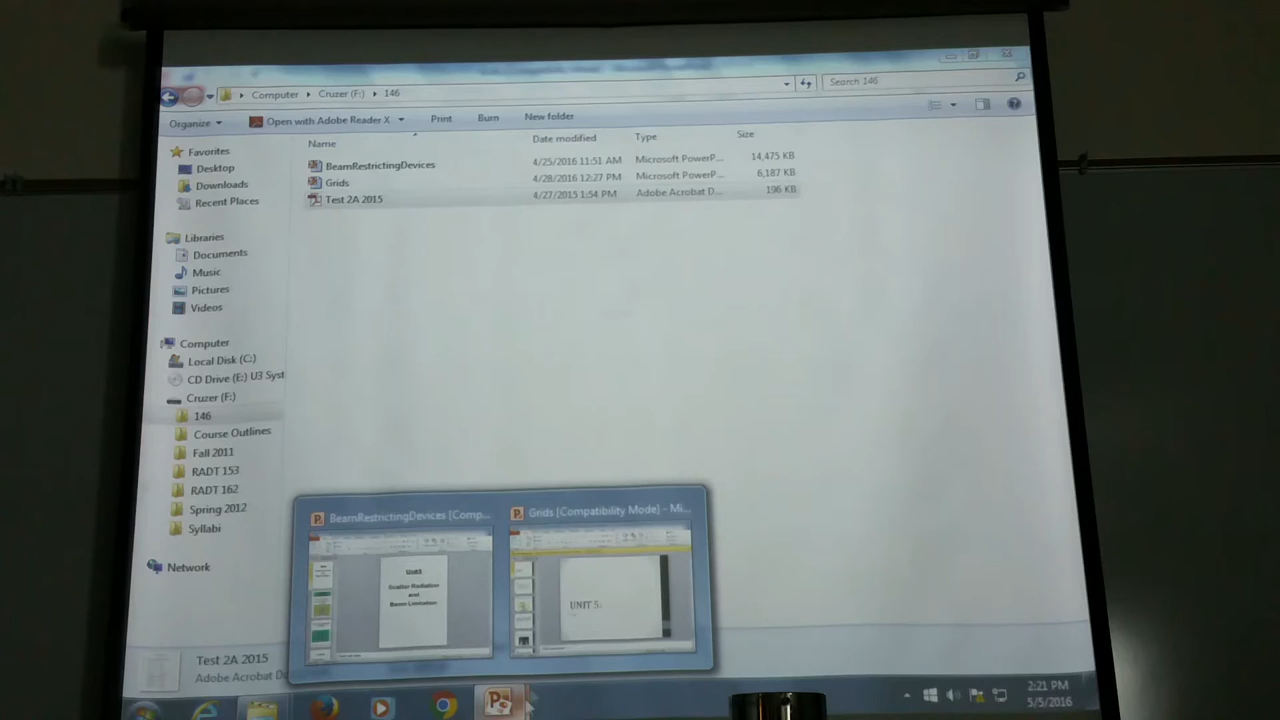 Computer ▸ Cruzer (F:) ▸ 146
Search 146
Organize
Open with Adobe Reader X
Print
Burn
New folder
Name
Date modified
Type
Size
BeamRestrictingDevices
4/25/2016 11:51 AM
Microsoft PowerP...
14,475 KB
Grids
4/28/2016 12:27 PM
Microsoft PowerP...
6,187 KB
Test 2A 2015
4/27/2015 1:54 PM
Adobe Acrobat D...
196 KB
Favorites
Desktop
Downloads
Recent Places
Libraries
Documents
Music
Pictures
Videos
Computer
Local Disk (C:)
CD Drive (E:) U3 Syst
Cruzer (F:)
146
Course Outlines
Fall 2011
RADT 153
RADT 162
Spring 2012
Syllabi
Network
BeamRestrictingDevices [Comp...
Grids [Compatibility Mode] - Mi...
Scatter Radiation
and
Beam Limitation
UNIT 5:
Test 2A 2015
Adobe Acrobat D
2:21 PM
5/5/2016